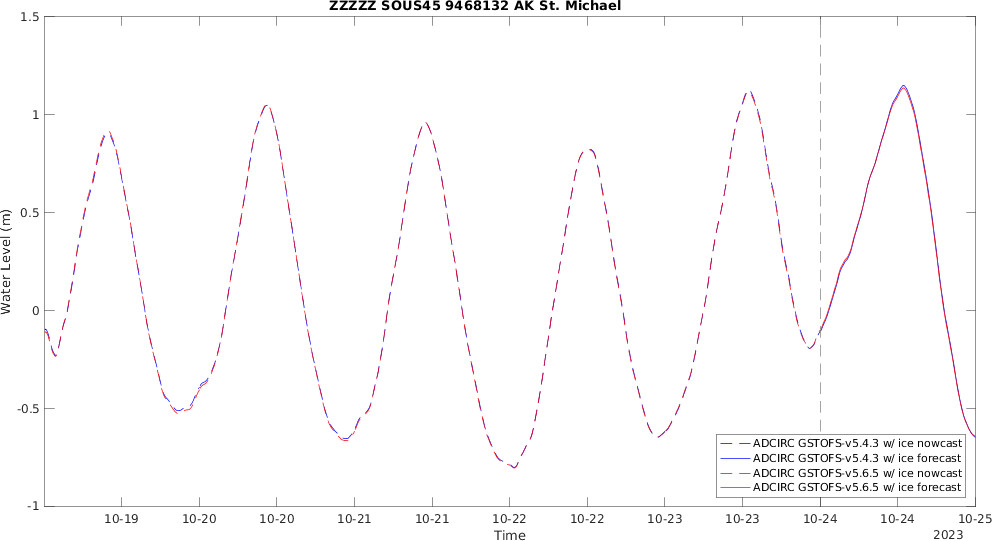 ZZZZZ SOUS45 9468132 AK St. Michael
1.5
1
0.5
0
-0.5
-1
Water Level (m)
10-19
10-20
10-20
10-21
10-21
10-22
10-22
10-23
10-23
10-24
10-24
10-25
Time
2023
ADCIRC GSTOFS-v5.4.3 w/ ice nowcast
ADCIRC GSTOFS-v5.4.3 w/ ice forecast
ADCIRC GSTOFS-v5.6.5 w/ ice nowcast
ADCIRC GSTOFS-v5.6.5 w/ ice forecast